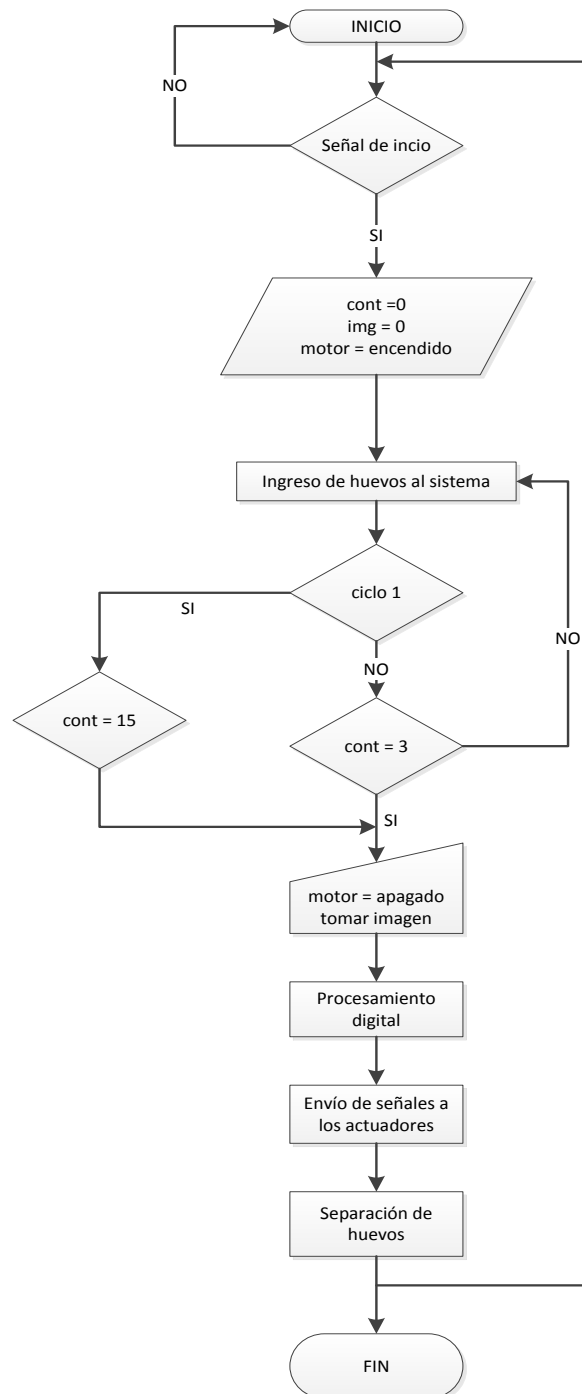 INICIO
NO
Señal de incio
SI
cont =0
img = 0
motor = encendido
Ingreso de huevos al sistema
ciclo 1
SI
NO
NO
cont = 15
cont = 3
SI
motor = apagado
tomar imagen
Procesamiento
digital
Envío de señales a
los actuadores
Separación de
huevos
FIN